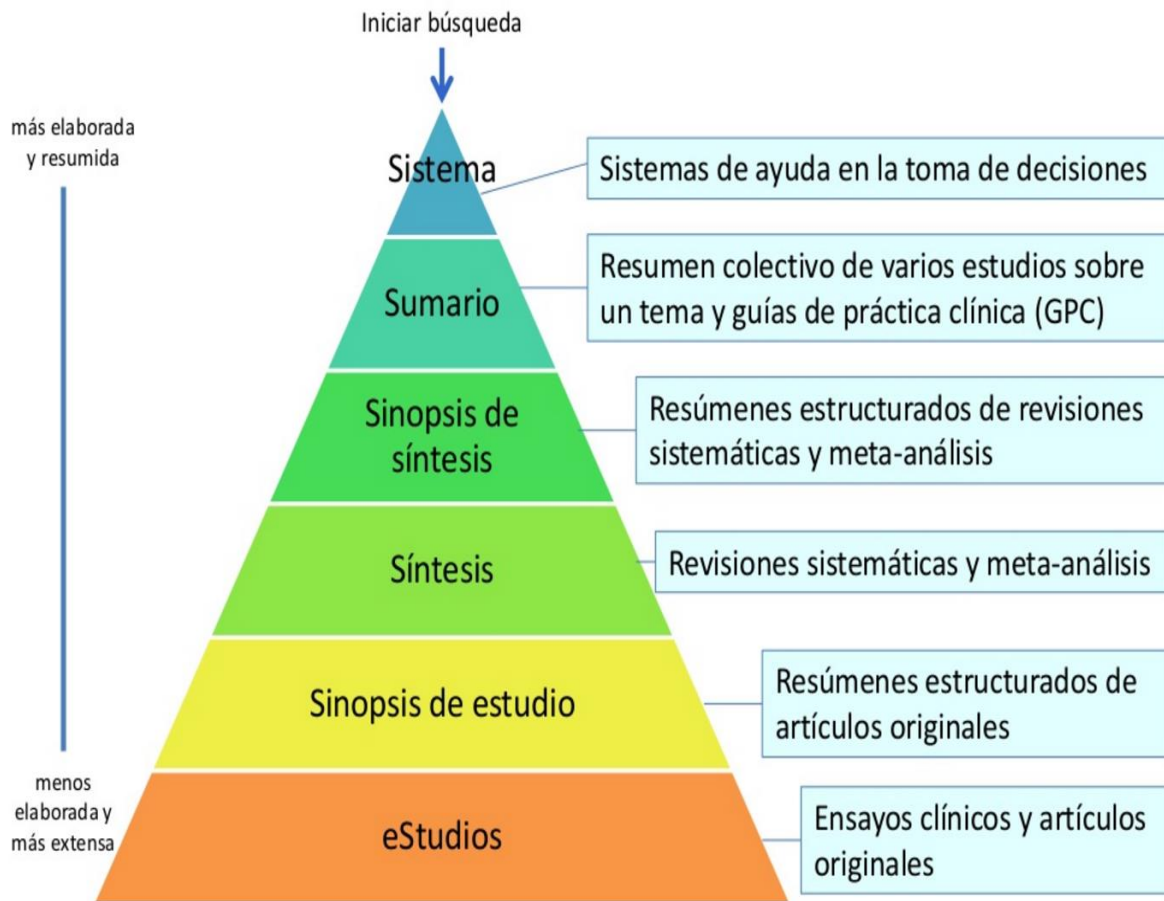 Iniciar búsqueda
más elaborada
y resumida
Sistema
Sistemas de ayuda en la toma de decisiones
Sumario
Resumen colectivo de varios estudios sobre
un tema y guías de práctica clínica (GPC)
Sinopsis de
síntesis
Resúmenes estructurados de revisiones
sistemáticas y meta-análisis
Síntesis
Revisiones sistemáticas y meta-análisis
Sinopsis de estudio
Resúmenes estructurados de
artículos originales
menos
elaborada y
más extensa
eStudios
Ensayos clínicos y artículos
originales